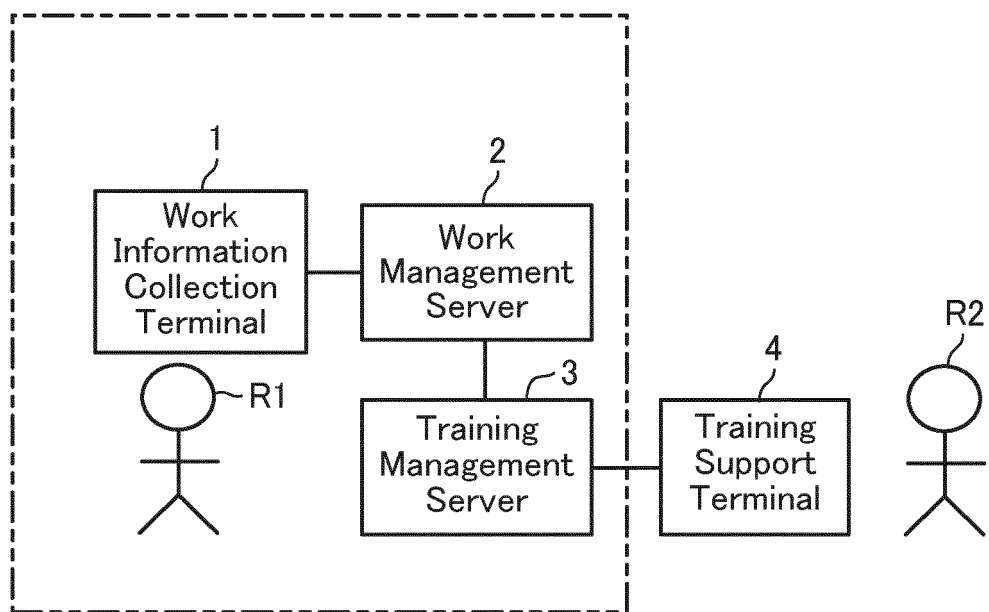 1
Work
Information
Collection
Terminal
2
Work
Management
Server
R1
3
Training
Management
Server
4
Training
Support
Terminal
R2